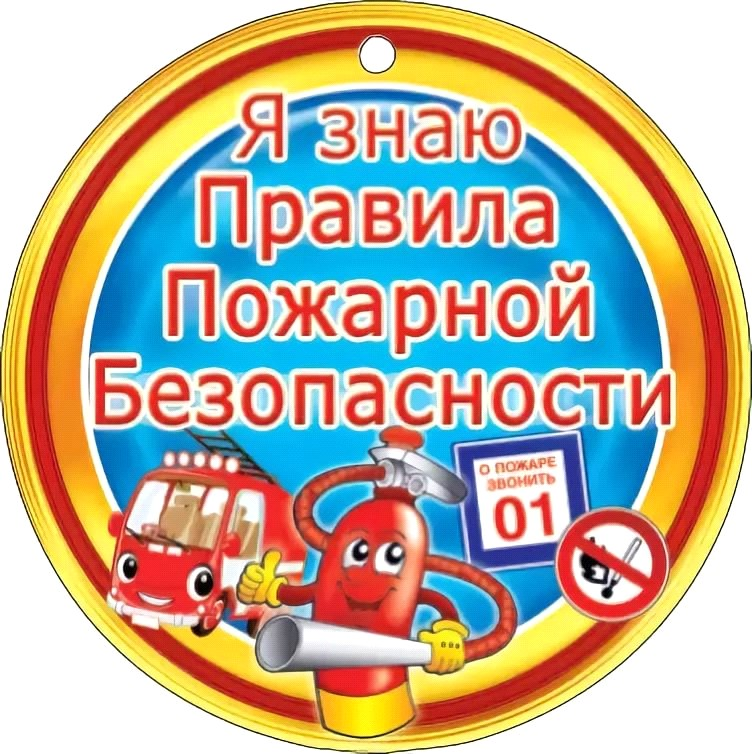 Я знаю
Правила
Пожарной
Безопасности
О ПОЖАРЕ
ЗВОНИТЬ
01